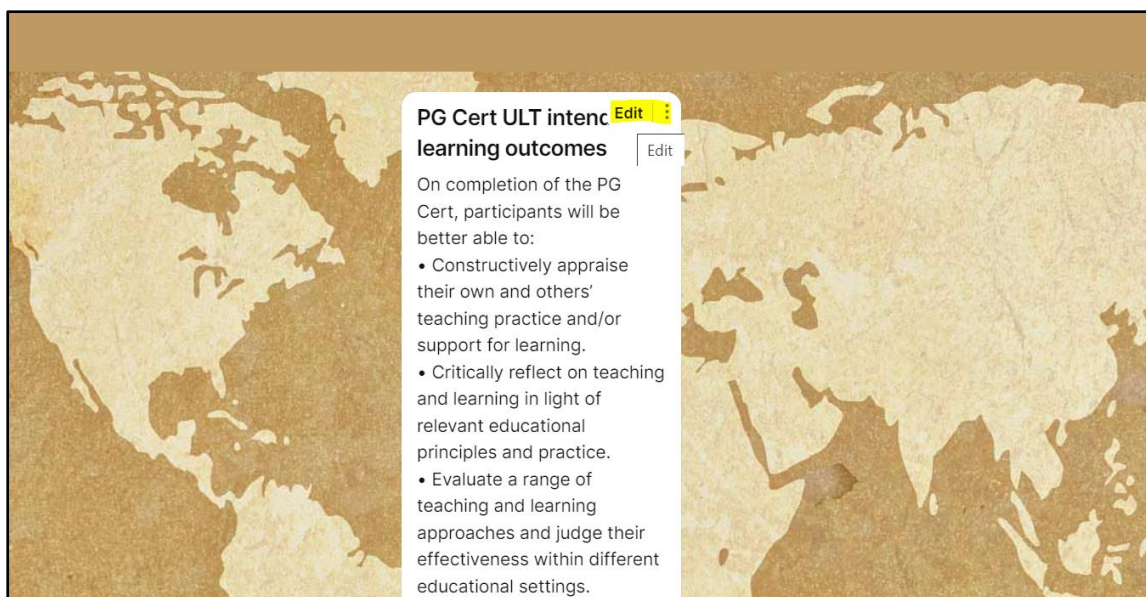 PG Cert ULT intenc Edit
learning outcomes Edit
On completion of the PG
Cert, participants will be
better able to:
• Constructively appraise
their own and others’
teaching practice and/or
support for learning.
• Critically reflect on teaching
and learning in light of
relevant educational
principles and practice.
• Evaluate a range of
teaching and learning
approaches and judge their
effectiveness within different
educational settings.